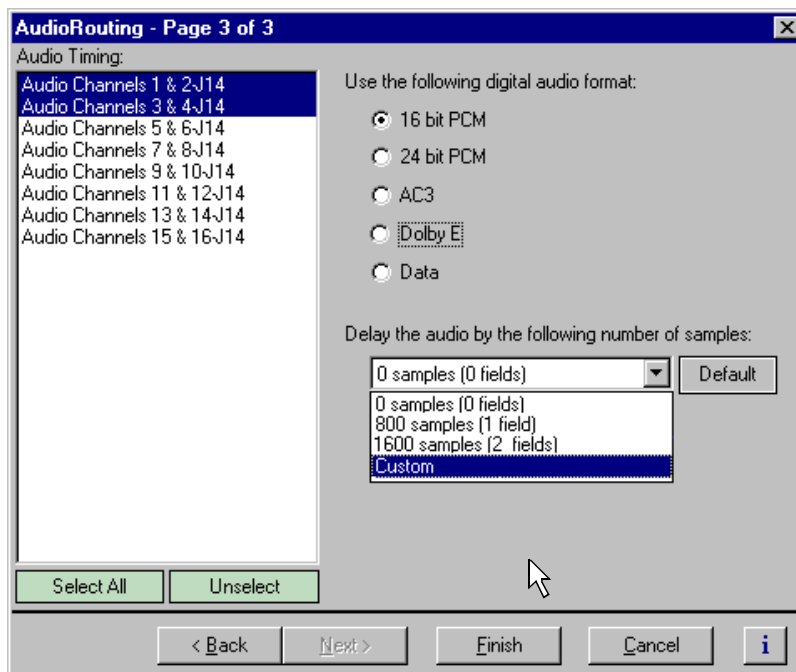 AudioRouting - Page 3 of 3
Audio Timing:
Audio Channels 1 & 2-J14
Audio Channels 3 & 4-J14
Audio Channels 5 & 6-J14
Audio Channels 7 & 8-J14
Audio Channels 9 & 10-J14
Audio Channels 11 & 12-J14
Audio Channels 13 & 14-J14
Audio Channels 15 & 16-J14
Select All
Unselect
Use the following digital audio format:
16 bit PCM
24 bit PCM
AC3
Dolby E
Data
Delay the audio by the following number of samples:
0 samples (0 fields)
Default
0 samples (0 fields)
800 samples (1 field)
1600 samples (2 fields)
Custom
< Back
Next >
Finish
Cancel
i